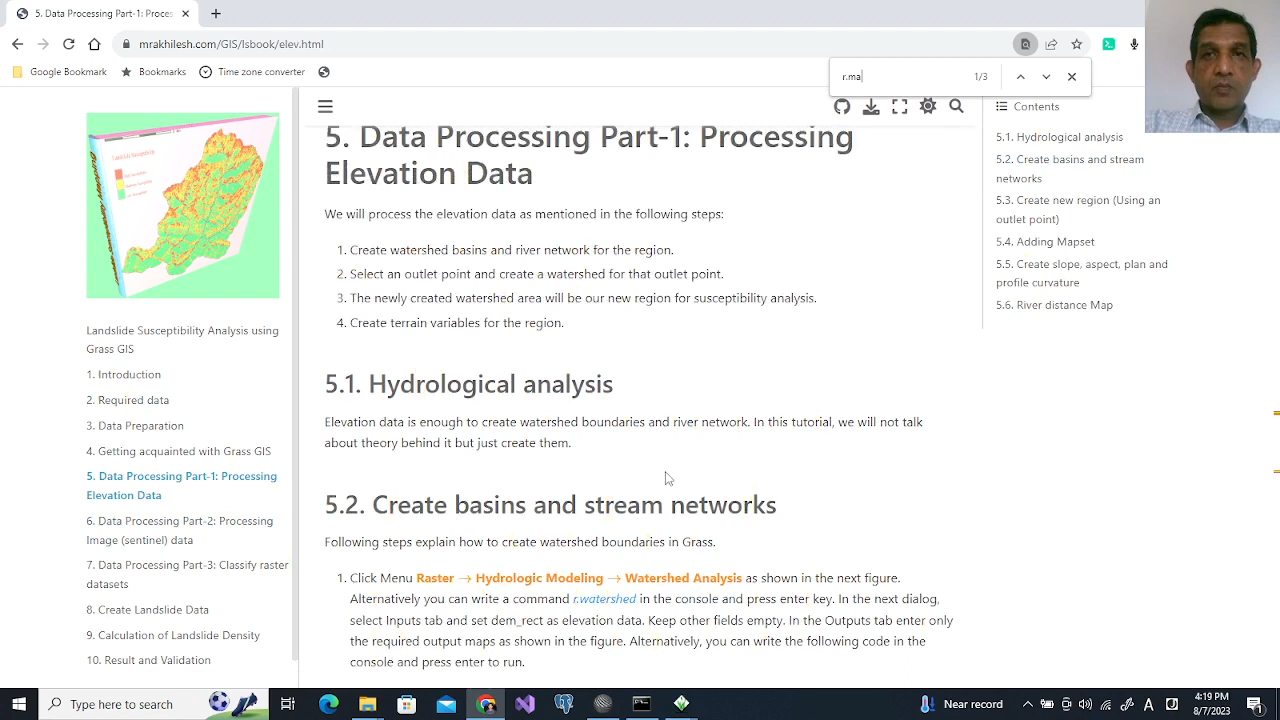 5. Data Processing Part-1: Proces
mrakhilesh.com/GIS/lsbook/elev.html
Google Bookmark
Bookmarks
Time zone converter
r.ma
1/3
Landslide Susceptibility
Landslide Susceptibility Analysis using
Grass GIS
1. Introduction
2. Required data
3. Data Preparation
4. Getting acquainted with Grass GIS
5. Data Processing Part-1: Processing
Elevation Data
6. Data Processing Part-2: Processing
Image (sentinel) data
7. Data Processing Part-3: Classify raster
datasets
8. Create Landslide Data
9. Calculation of Landslide Density
10. Result and Validation
5. Data Processing Part-1: Processing
Elevation Data
We will process the elevation data as mentioned in the following steps:
1. Create watershed basins and river network for the region.
2. Select an outlet point and create a watershed for that outlet point.
3. The newly created watershed area will be our new region for susceptibility analysis.
4. Create terrain variables for the region.
5.1. Hydrological analysis
Elevation data is enough to create watershed boundaries and river network. In this tutorial, we will not talk
about theory behind it but just create them.
5.2. Create basins and stream networks
Following steps explain how to create watershed boundaries in Grass.
1. Click Menu Raster → Hydrologic Modeling → Watershed Analysis as shown in the next figure.
Alternatively you can write a command r.watershed in the console and press enter key. In the next dialog,
select Inputs tab and set dem_rect as elevation data. Keep other fields empty. In the Outputs tab enter only
the required output maps as shown in the figure. Alternatively, you can write the following code in the
console and press enter to run.
Contents
5.1. Hydrological analysis
5.2. Create basins and stream
networks
5.3. Create new region (Using an
outlet point)
5.4. Adding Mapset
5.5. Create slope, aspect, plan and
profile curvature
5.6. River distance Map
Type here to search
Near record
4:19 PM
8/7/2023